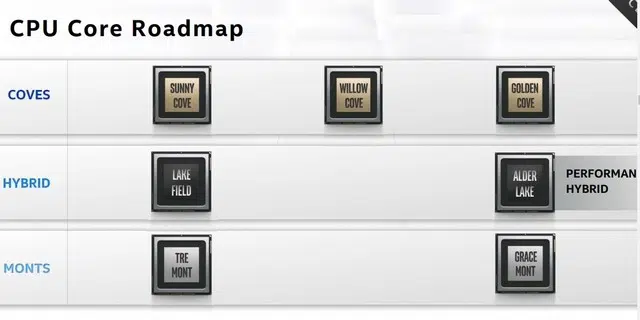 CPU Core Roadmap
COVES
SUNNY
COVE
WILLOW
COVE
GOLDEN
COVE
HYBRID
LAKE
FIELD
ALDER
LAKE
PERFORMAN
HYBRID
MONTS
TRE
MONT
GRACE
MONT